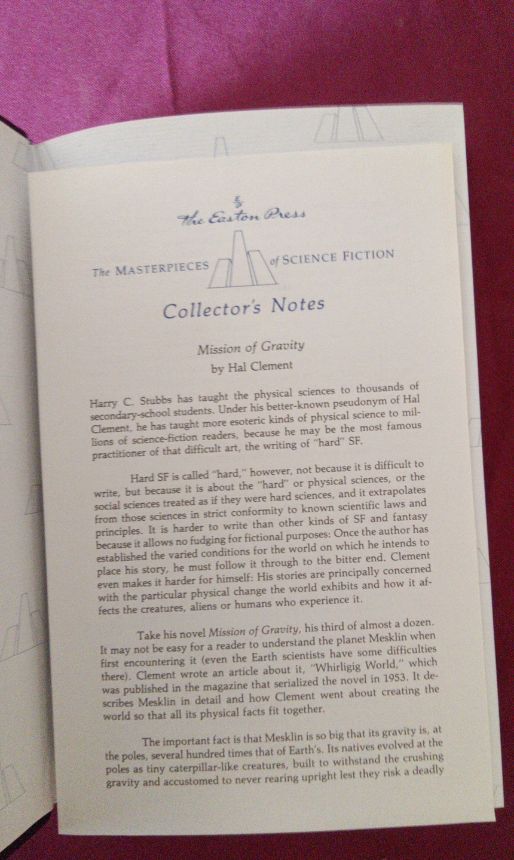 The Easton Press
The MASTERPIECES of SCIENCE FICTION
Collector's Notes
Mission of Gravity
by Hal Clement
Harry C. Stubbs has taught the physical sciences to thousands of
secondary-school students. Under his better-known pseudonym of Hal
Clement, he has taught more esoteric kinds of physical science to mil-
lions of science-fiction readers, because he may be the most famous
practitioner of that difficult art, the writing of "hard" SF.
Hard SF is called "hard," however, not because it is difficult to
write, but because it is about the "hard" or physical sciences, or the
social sciences treated as if they were hard sciences, and it extrapolates
from those sciences in strict conformity to known scientific laws and
principles. It is harder to write than other kinds of SF and fantasy
because it allows no fudging for fictional purposes: Once the author has
established the varied conditions for the world on which he intends to
place his story, he must follow it through to the bitter end. Clement
even makes it harder for himself: His stories are principally concerned
with the particular physical change the world exhibits and how it af-
fects the creatures, aliens or humans who experience it.
Take his novel Mission of Gravity, his third of almost a dozen.
It may not be easy for a reader to understand the planet Mesklin when
first encountering it (even the Earth scientists have some difficulties
there). Clement wrote an article about it, "Whirligig World," which
was published in the magazine that serialized the novel in 1953. It de-
scribes Mesklin in detail and how Clement went about creating the
world so that all its physical facts fit together.
The important fact is that Mesklin is so big that its gravity is, at
the poles, several hundred times that of Earth's. Its natives evolved at the
poles as tiny caterpillar-like creatures, built to withstand the crushing
gravity and accustomed to never rearing upright lest they risk a deadly